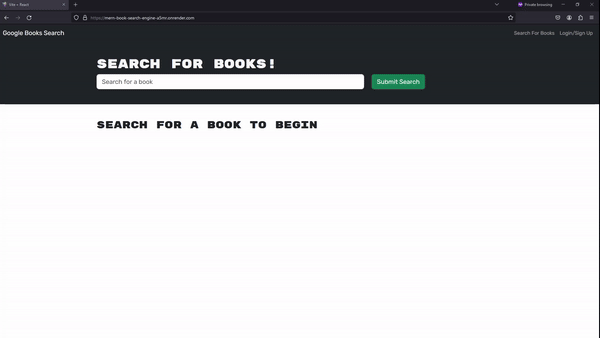 Vite + React
Private browsing
https://mern-book-search-engine-a5mr.onrender.com
Google Books Search
Search For Books
Login/Sign Up
SEARCH FOR BOOKS!
Search for a book
Submit Search
SEARCH FOR A BOOK TO BEGIN